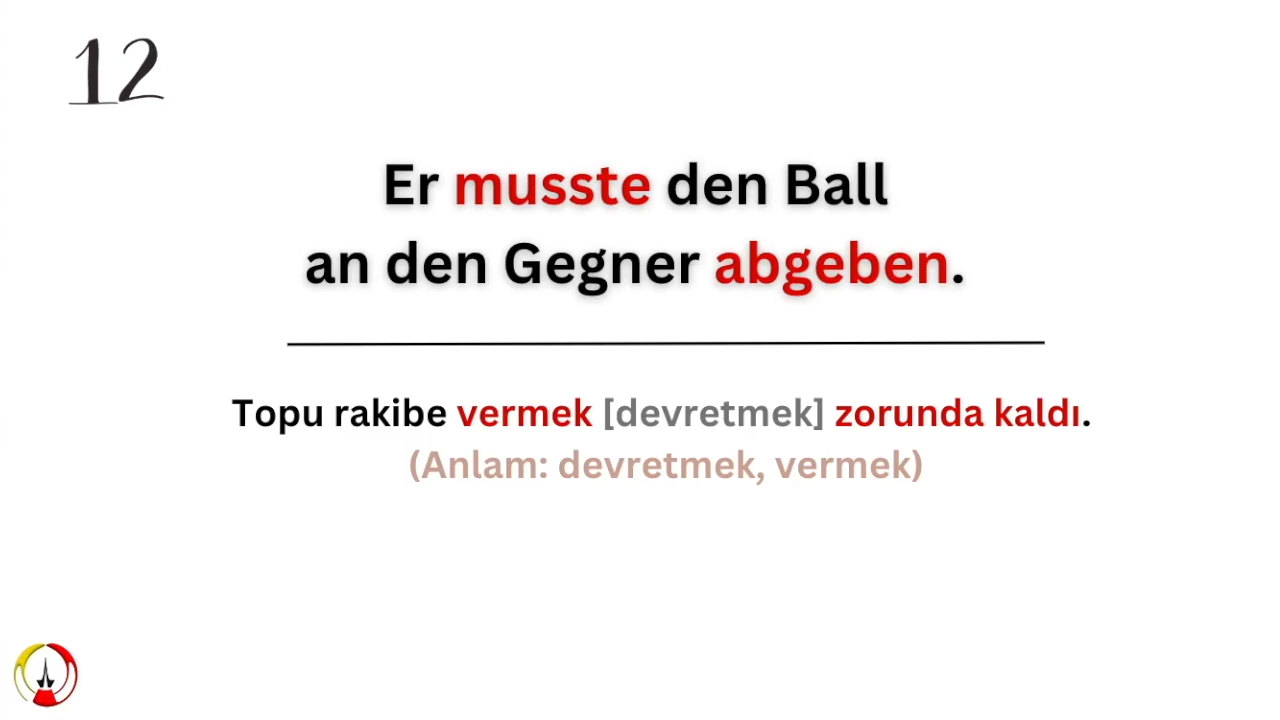 12
Er musste den Ball
an den Gegner abgeben.
Topu rakibe vermek [devretmek] zorunda kaldı.
(Anlam: devretmek, vermek)